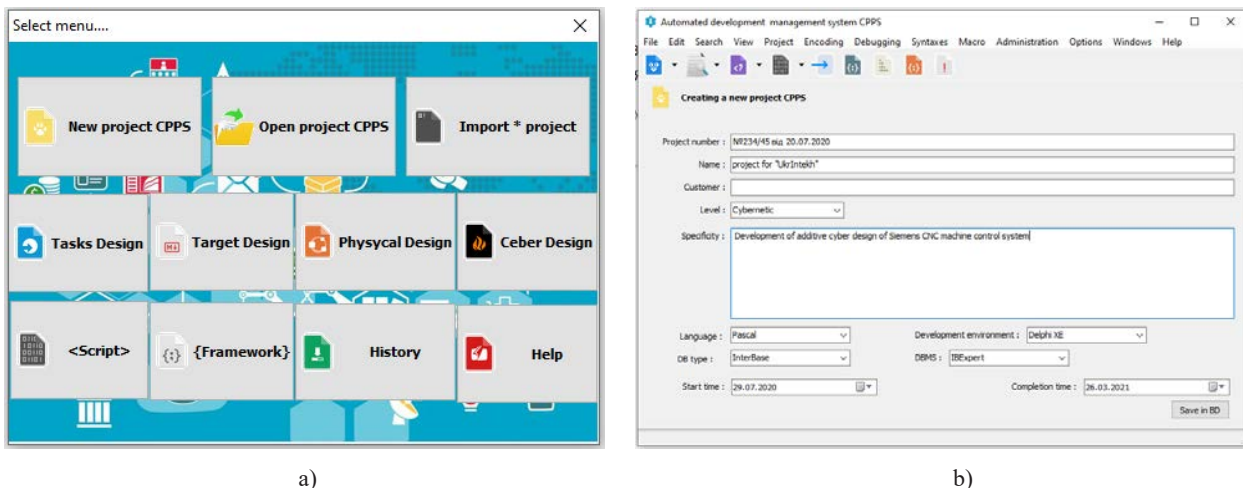 Select menu....
New project CPPS
Open project CPPS
Import * project
Tasks Design
Target Design
Physycal Design
Ceber Design
<Script>
{Framework}
History
Help
a)
Automated development management system CPPS
File Edit Search View Project Encoding Debugging Syntaxes Macro Administration Options Windows Help
Creating a new project CPPS
Project number : №234/45 від 20.07.2020
Name : project for "UkrIntekh"
Customer :
Level : Cybernetic
Specificity : Development of additive cyber design of Siemens CNC machine control system
Language : Pascal Development environment : Delphi XE
DB type : InterBase DBMS : IBExpert
Start time : 29.07.2020 Completion time : 26.03.2021
Save in BD
b)